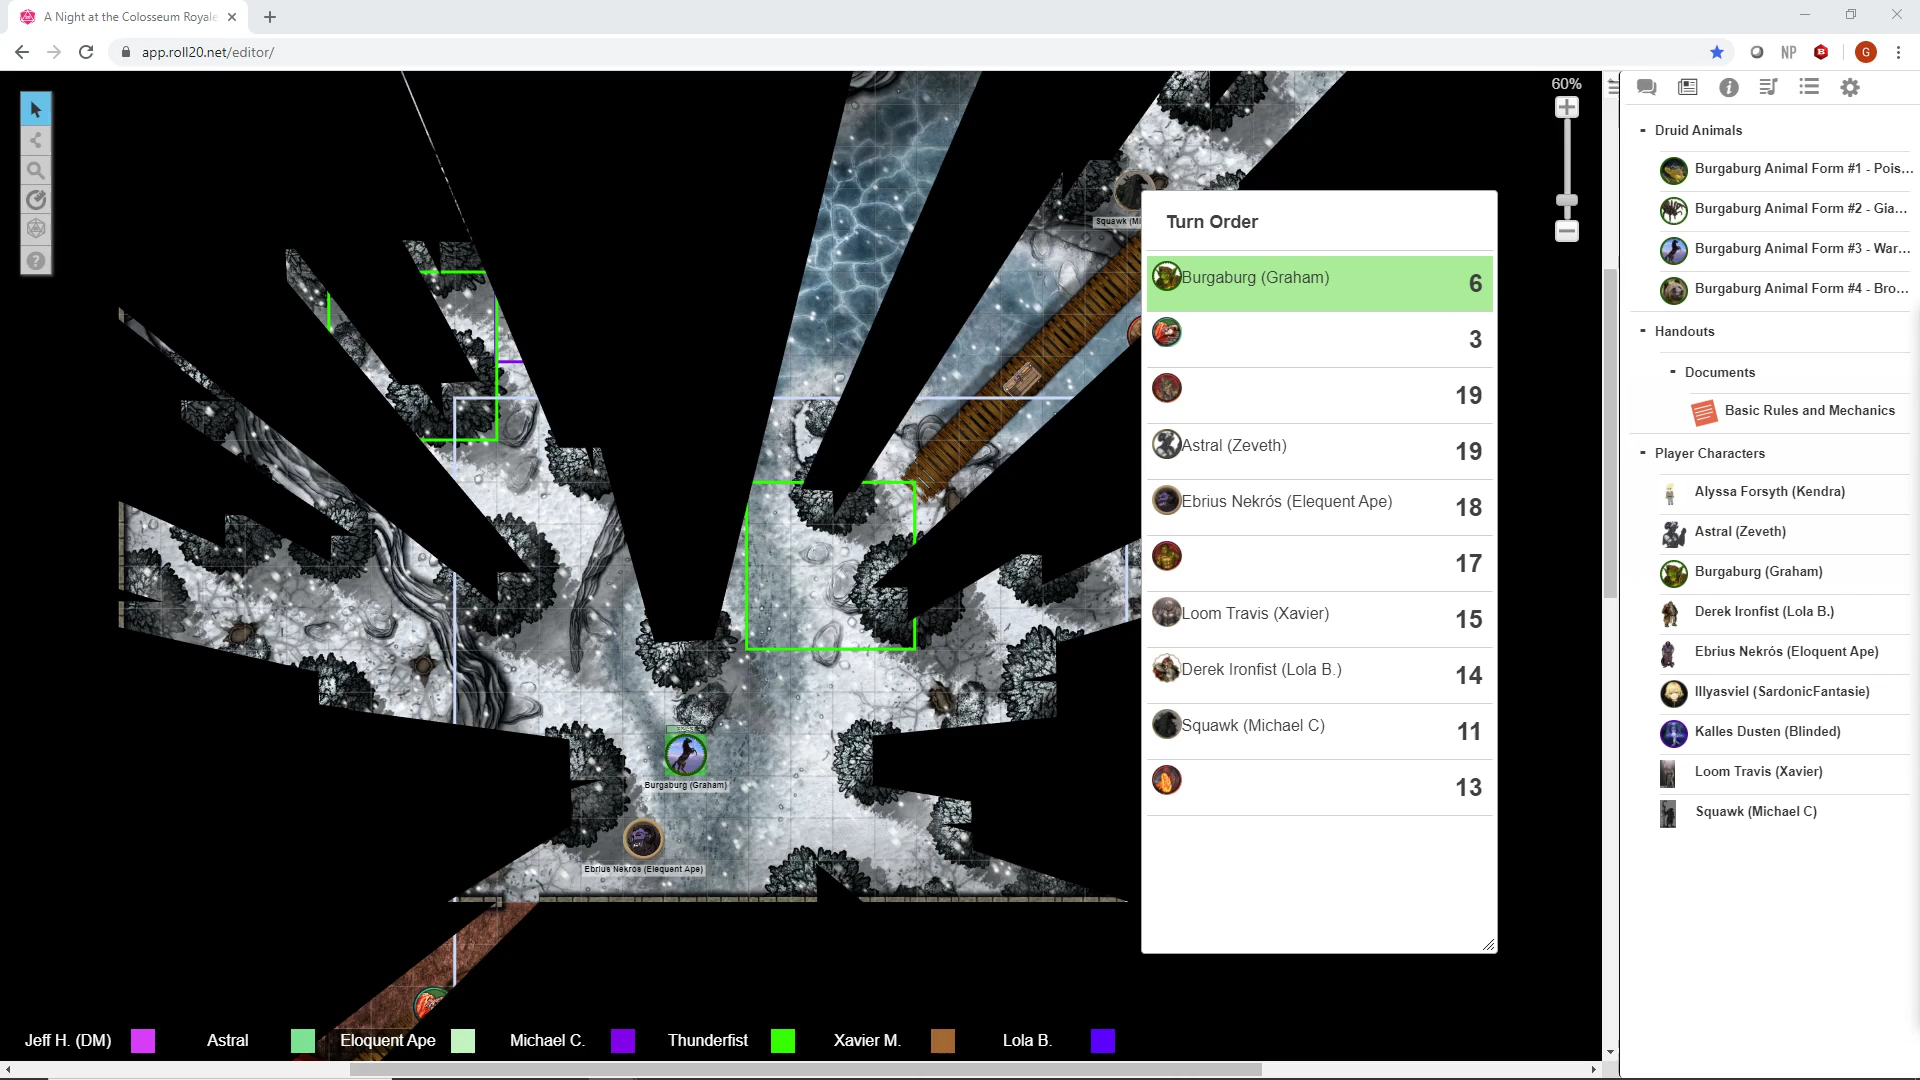 A Night at the Colosseum Royale
app.roll20.net/editor/
NP
G
60%
Squawk (Mi
Turn Order
Burgaburg (Graham) 6
3
19
Astral (Zeveth) 19
Ebrius Nekrós (Elequent Ape) 18
17
Loom Travis (Xavier) 15
Derek Ironfist (Lola B.) 14
Squawk (Michael C) 11
13
Burgaburg (Graham)
Ebrius Nekrós (Elequent Ape)
Jeff H. (DM) Astral Eloquent Ape Michael C. Thunderfist Xavier M. Lola B.
Druid Animals
Burgaburg Animal Form #1 - Pois...
Burgaburg Animal Form #2 - Gia...
Burgaburg Animal Form #3 - War...
Burgaburg Animal Form #4 - Bro...
Handouts
Documents
Basic Rules and Mechanics
Player Characters
Alyssa Forsyth (Kendra)
Astral (Zeveth)
Burgaburg (Graham)
Derek Ironfist (Lola B.)
Ebrius Nekrós (Eloquent Ape)
Illyasviel (SardonicFantasie)
Kalles Dusten (Blinded)
Loom Travis (Xavier)
Squawk (Michael C)